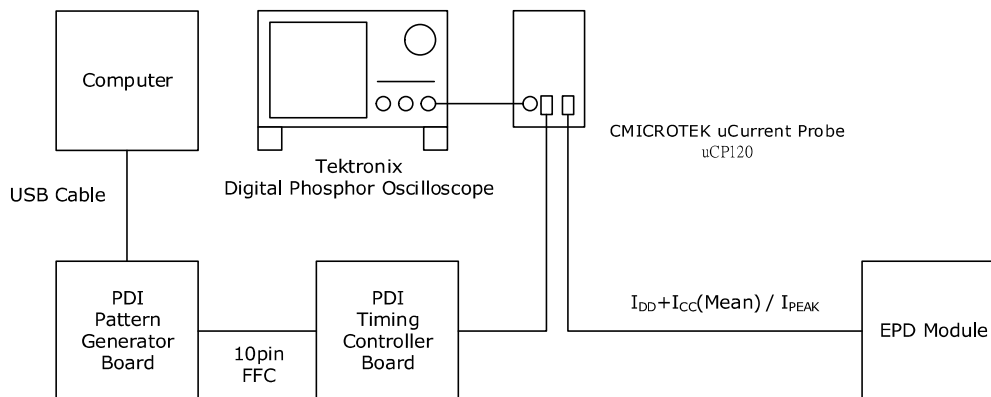 Computer
Tektronix
Digital Phosphor Oscilloscope
CMICROTEK uCurrent Probe
uCP120
USB Cable
PDI
Pattern
Generator
Board
10pin
FFC
PDI
Timing
Controller
Board
IDD+ICC(Mean) / IPEAK
EPD Module